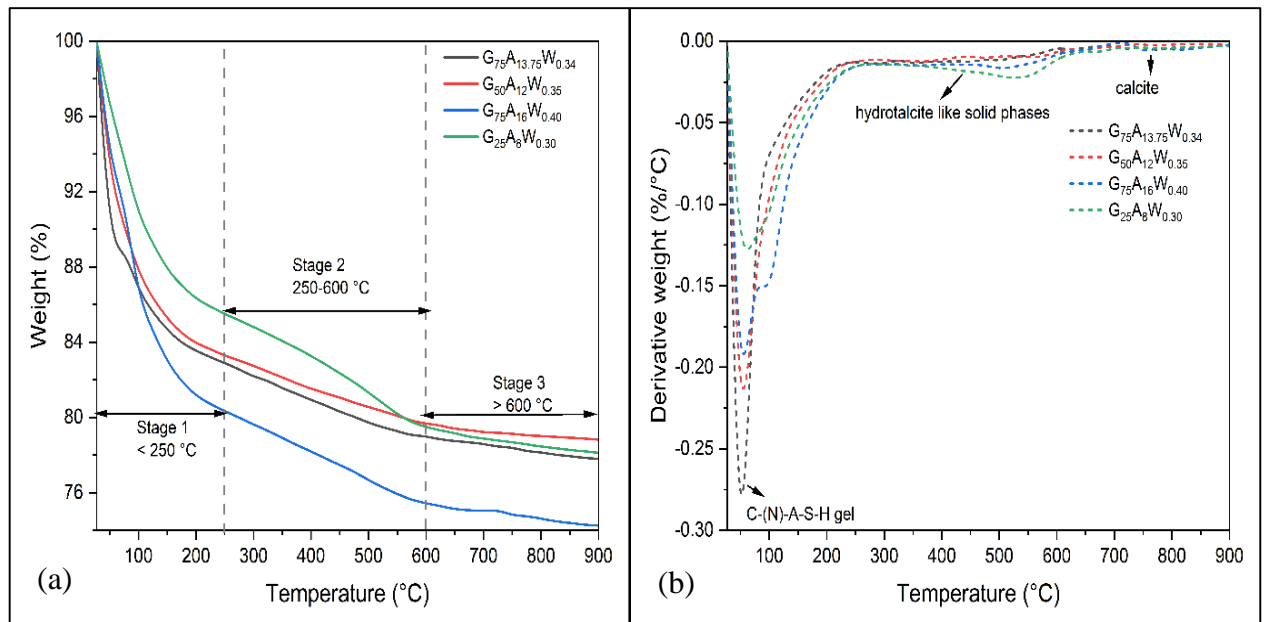 100
96
92
88
84
80
76
Weight (%)
G75A13.75W0.34
G50A12W0.35
G75A16W0.40
G25A8W0.30
Stage 2
250-600 °C
Stage 3
> 600 °C
Stage 1
< 250 °C
100 200 300 400 500 600 700 800 900
Temperature (°C)
(a)
0.00
-0.05
-0.10
-0.15
-0.20
-0.25
-0.30
Derivative weight (%/°C)
hydrotalcite like solid phases
calcite
G75A13.75W0.34
G50A12W0.35
G75A16W0.40
G25A8W0.30
C-(N)-A-S-H gel
100 200 300 400 500 600 700 800 900
Temperature (°C)
(b)